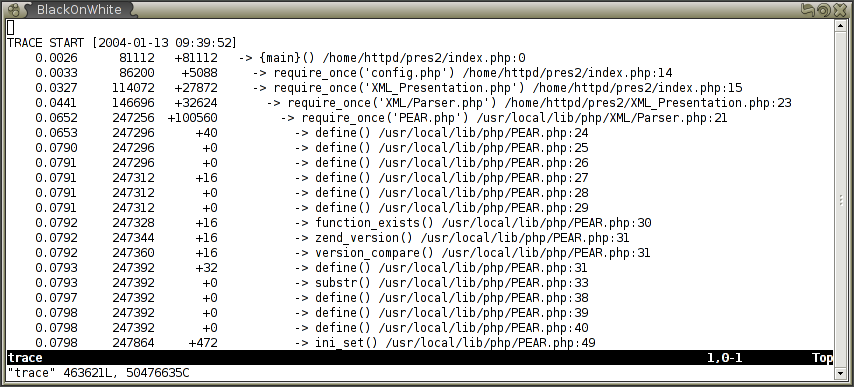 BlackOnWhite
TRACE START [2004-01-13 09:39:52]
0.0026 81112 +81112 -> {main}() /home/httpd/pres2/index.php:0
0.0033 86200 +5088 -> require_once('config.php') /home/httpd/pres2/index.php:14
0.0327 114072 +27872 -> require_once('XML_Presentation.php') /home/httpd/pres2/index.php:15
0.0441 146696 +32624 -> require_once('XML/Parser.php') /home/httpd/pres2/XML_Presentation.php:23
0.0652 247256 +100560 -> require_once('PEAR.php') /usr/local/lib/php/XML/Parser.php:21
0.0653 247296 +40 -> define() /usr/local/lib/php/PEAR.php:24
0.0790 247296 +0 -> define() /usr/local/lib/php/PEAR.php:25
0.0791 247296 +0 -> define() /usr/local/lib/php/PEAR.php:26
0.0791 247312 +16 -> define() /usr/local/lib/php/PEAR.php:27
0.0791 247312 +0 -> define() /usr/local/lib/php/PEAR.php:28
0.0791 247312 +0 -> define() /usr/local/lib/php/PEAR.php:29
0.0792 247328 +16 -> function_exists() /usr/local/lib/php/PEAR.php:30
0.0792 247344 +16 -> zend_version() /usr/local/lib/php/PEAR.php:31
0.0792 247360 +16 -> version_compare() /usr/local/lib/php/PEAR.php:31
0.0793 247392 +32 -> define() /usr/local/lib/php/PEAR.php:31
0.0793 247392 +0 -> substr() /usr/local/lib/php/PEAR.php:33
0.0797 247392 +0 -> define() /usr/local/lib/php/PEAR.php:38
0.0798 247392 +0 -> define() /usr/local/lib/php/PEAR.php:39
0.0798 247392 +0 -> define() /usr/local/lib/php/PEAR.php:40
0.0798 247864 +472 -> ini_set() /usr/local/lib/php/PEAR.php:49
trace 1,0-1 Top
"trace" 463621L, 50476635C